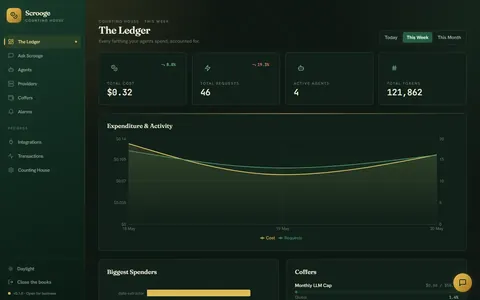 Scrooge
COUNTING HOUSE
The Ledger
Ask Scrooge
Agents
Providers
Coffers
Alarms
Integrations
Transactions
Counting House
Daylight
Close the books
COUNTING HOUSE · THIS WEEK
The Ledger
Every farthing your agents spend, accounted for.
Today
This Week
This Month
TOTAL COST
$0.32
TOTAL REQUESTS
46
ACTIVE AGENTS
4
TOTAL TOKENS
121,862
Expenditure & Activity
Cost
Requests
Biggest Spenders
Coffers
Monthly LLM Cap